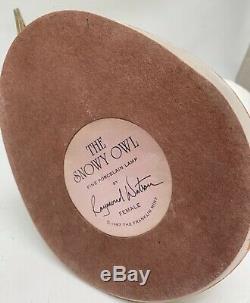 THE
SNOWY OWL
FINE PORCELAIN LAMP
BY
Raymond Watson
FEMALE
© 1987 THE FRANKLIN MINT